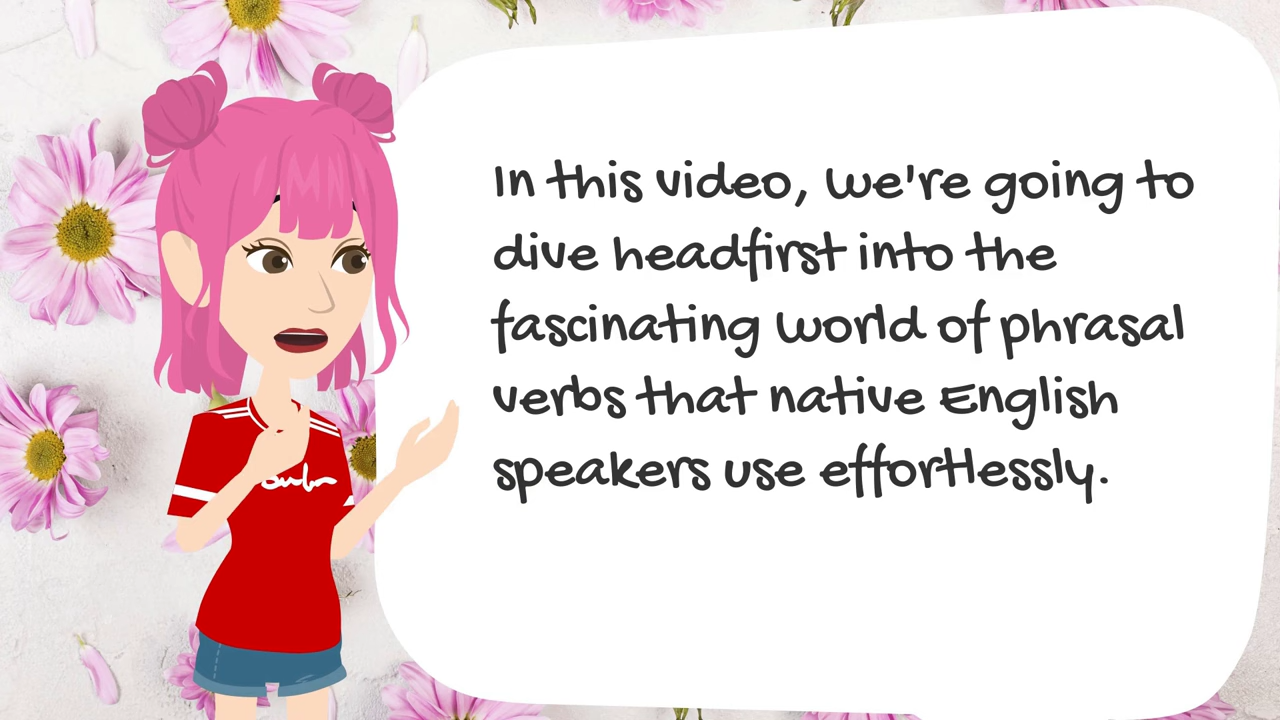 In this video, we're going to
dive headfirst into the
fascinating world of phrasal
verbs that native English
speakers use effortlessly.